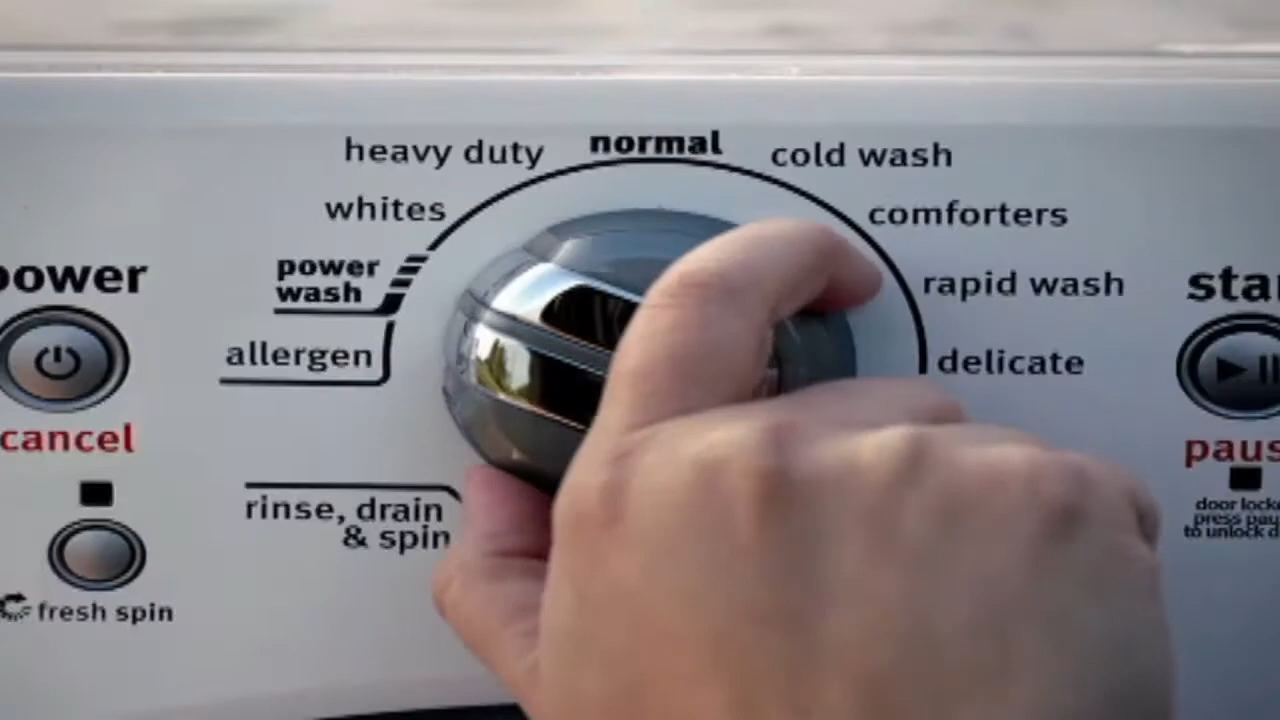 heavy duty
normal
cold wash
whites
comforters
power
wash
rapid wash
allergen
delicate
rinse, drain
& spin
power
cancel
fresh spin